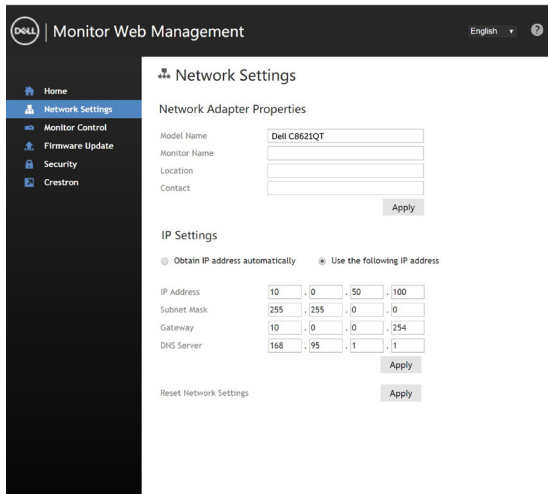 DELL | Monitor Web Management
English
?
Home
Network Settings
Monitor Control
Firmware Update
Security
Crestron
Network Settings
Network Adapter Properties
Model Name Dell C8621QT
Monitor Name
Location
Contact
Apply
IP Settings
Obtain IP address automatically Use the following IP address
IP Address 10 . 0 . 50 . 100
Subnet Mask 255 . 255 . 0 . 0
Gateway 10 . 0 . 0 . 254
DNS Server 168 . 95 . 1 . 1
Apply
Reset Network Settings Apply